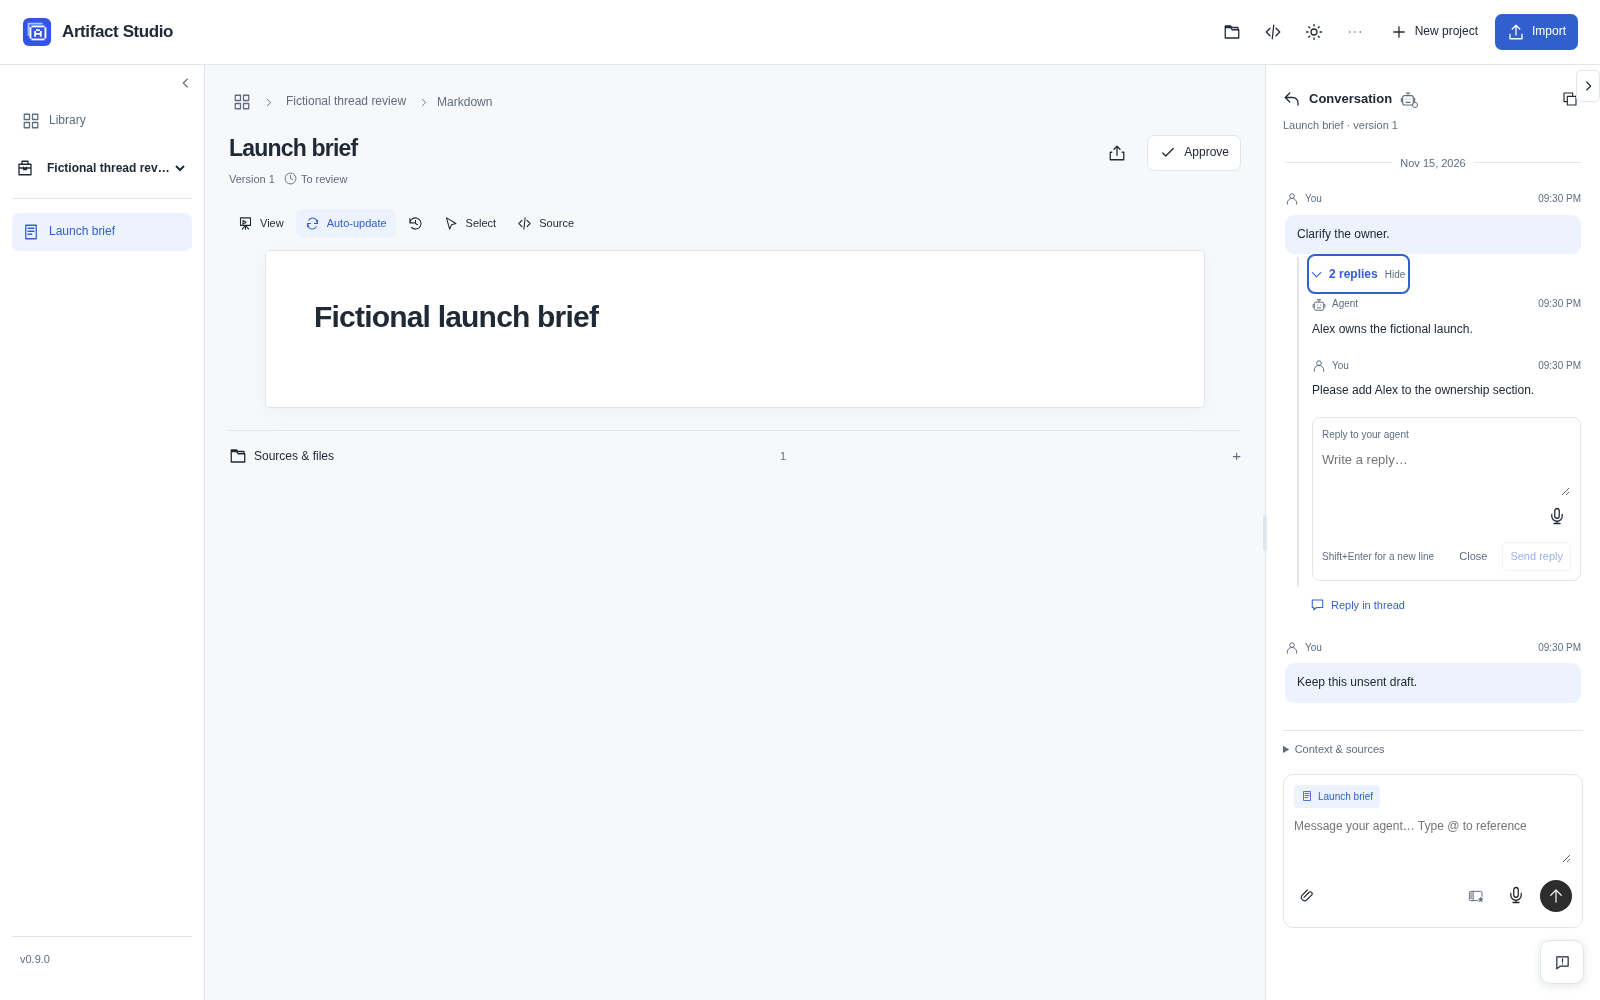 Artifact Studio
New project
Import
Library
Fictional thread rev...
Launch brief
v0.9.0
Fictional thread review
Markdown
Launch brief
Version 1
To review
Approve
View
Auto-update
Select
Source
Fictional launch brief
Sources & files
1
+
Conversation
Launch brief · version 1
Nov 15, 2026
You
09:30 PM
Clarify the owner.
2 replies Hide
Agent
09:30 PM
Alex owns the fictional launch.
You
09:30 PM
Please add Alex to the ownership section.
Reply to your agent
Write a reply…
Shift+Enter for a new line
Close
Send reply
Reply in thread
You
09:30 PM
Keep this unsent draft.
Context & sources
Launch brief
Message your agent… Type @ to reference